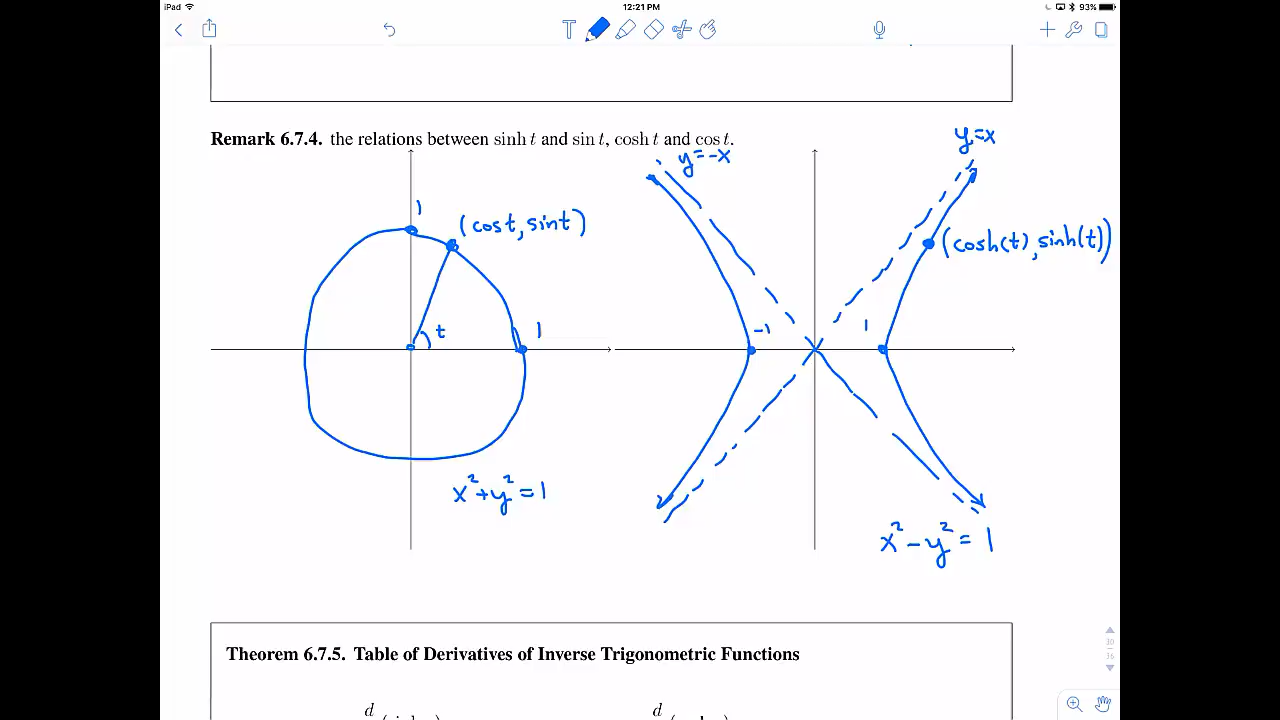 iPad 12:21 PM 93%
T
Remark 6.7.4. the relations between sinh t and sin t, cosh t and cos t.
y=x
y=-x
1
(cost, sint)
(cosh(t), sinh(t))
t
1
-1
1
x²+y²=1
x²-y²=1
Theorem 6.7.5. Table of Derivatives of Inverse Trigonometric Functions
30
36
d
d